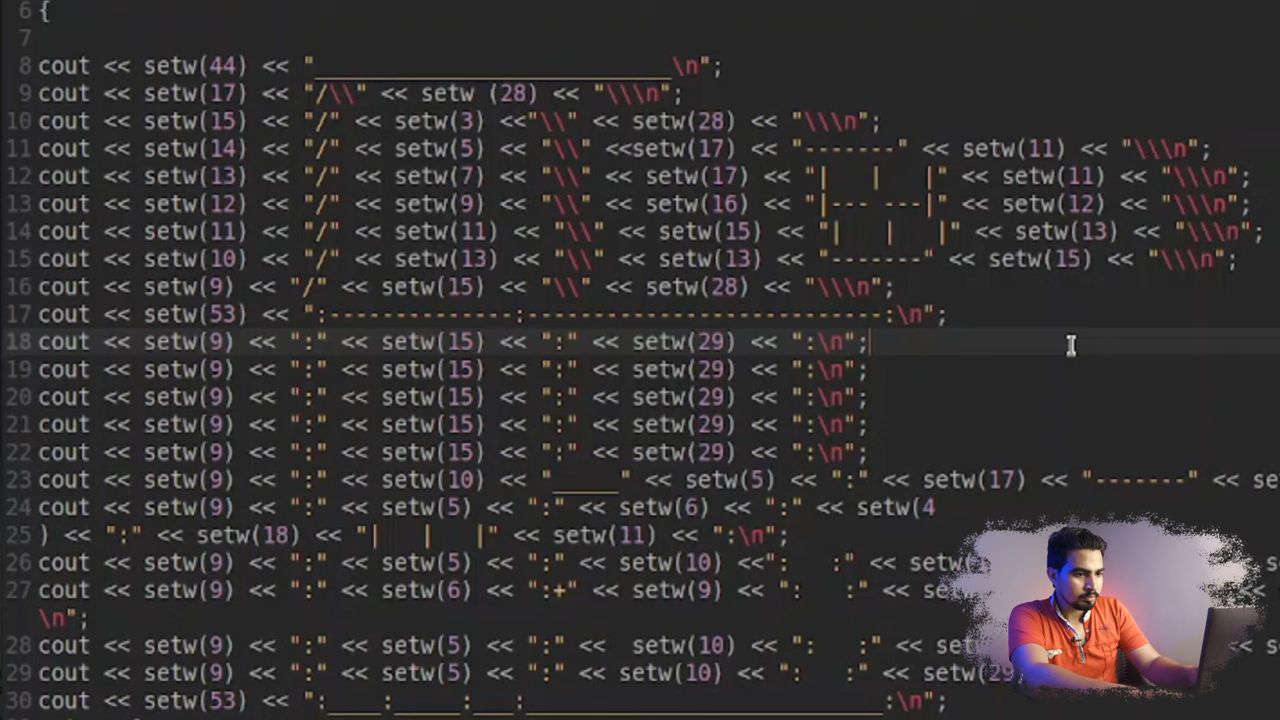 6 {
7
8 cout << setw(44) << "___________________________\n";
9 cout << setw(17) << "/\\" << setw (28) << "\\\n";
10 cout << setw(15) << "/" << setw(3) <<"\\" << setw(28) << "\\\n";
11 cout << setw(14) << "/" << setw(5) << "\\" <<setw(17) << "-------" << setw(11) << "\\\n";
12 cout << setw(13) << "/" << setw(7) << "\\" << setw(17) << "|   |   |" << setw(11) << "\\\n";
13 cout << setw(12) << "/" << setw(9) << "\\" << setw(16) << "|--- ---|" << setw(12) << "\\\n";
14 cout << setw(11) << "/" << setw(11) << "\\" << setw(15) << "|   |   |" << setw(13) << "\\\n";
15 cout << setw(10) << "/" << setw(13) << "\\" << setw(13) << "-------" << setw(15) << "\\\n";
16 cout << setw(9) << "/" << setw(15) << "\\" << setw(28) << "\\\n";
17 cout << setw(53) << ":--------------:---------------------------:\n";
18 cout << setw(9) << ":" << setw(15) << ":" << setw(29) << ":\n";
19 cout << setw(9) << ":" << setw(15) << ":" << setw(29) << ":\n";
20 cout << setw(9) << ":" << setw(15) << ":" << setw(29) << ":\n";
21 cout << setw(9) << ":" << setw(15) << ":" << setw(29) << ":\n";
22 cout << setw(9) << ":" << setw(15) << ":" << setw(29) << ":\n";
23 cout << setw(9) << ":" << setw(10) << "_____" << setw(5) << ":" << setw(17) << "-------" << se
24 cout << setw(9) << ":" << setw(5) << ":" << setw(6) << ":" << setw(4
25 ) << ":" << setw(18) << "|   |   |" << setw(11) << ":\n";
26 cout << setw(9) << ":" << setw(5) << ":" << setw(10) <<":   :" << setw(
27 cout << setw(9) << ":" << setw(6) << ":+" << setw(9) << ":   :" << se <<
\n";
28 cout << setw(9) << ":" << setw(5) << ":" <<  setw(10) << ":   :" << se
29 cout << setw(9) << ":" << setw(5) << ":" << setw(10) << ":   :" << setw(29
30 cout << setw(53) << ":____:_____:___:___________________________:\n";